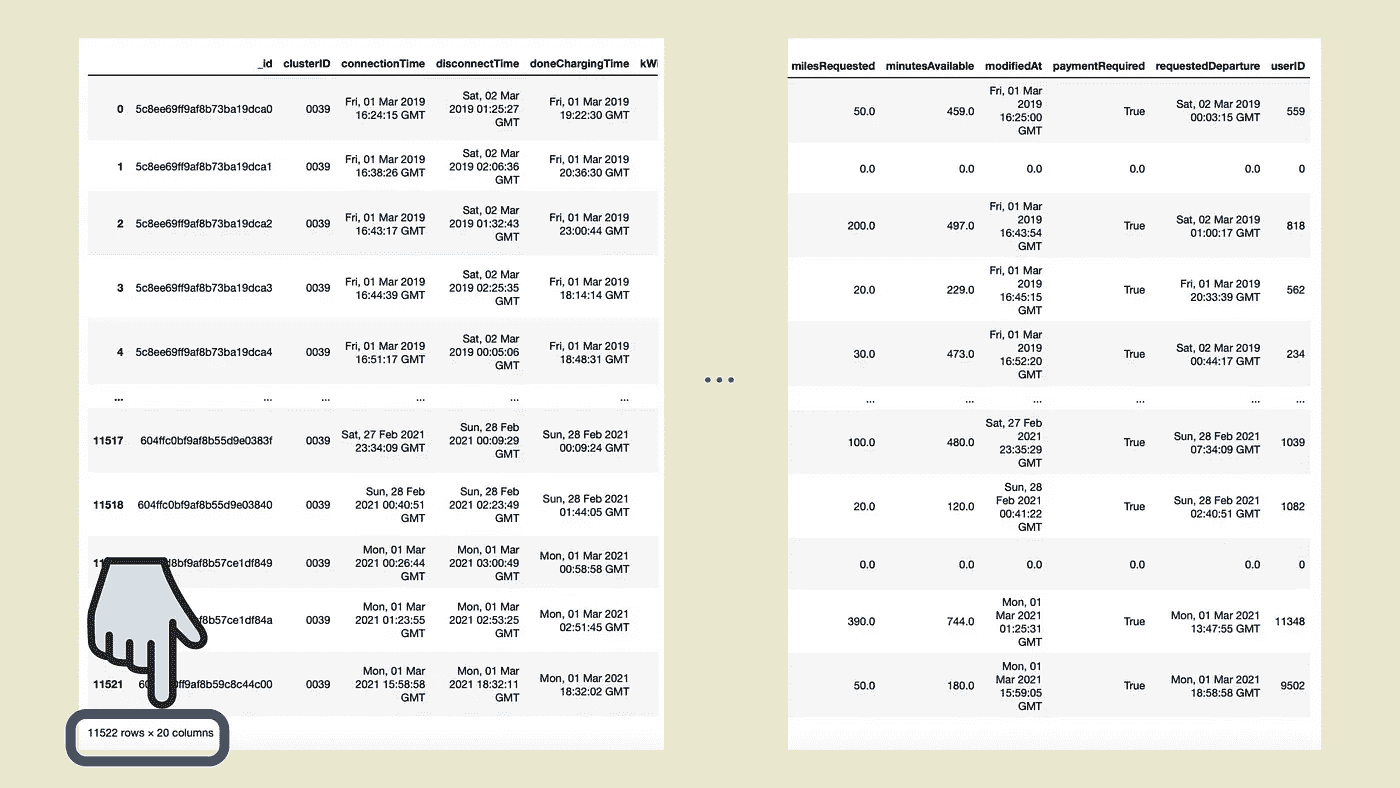 _id clusterID connectionTime disconnectTime doneChargingTime
0 5c8ee69ff9af8b73ba19dca0 0039
Fri, 01 Mar 2019
16:24:15 GMT
Sat, 02 Mar
2019 01:25:27
GMT
Fri, 01 Mar 2019
19:22:30 GMT
1 5c8ee69ff9af8b73ba19dca1 0039
Fri, 01 Mar 2019
16:38:26 GMT
Sat, 02 Mar
2019 02:06:36
GMT
Fri, 01 Mar 2019
20:36:30 GMT
2 5c8ee69ff9af8b73ba19dca2 0039
Fri, 01 Mar 2019
16:43:17 GMT
Sat, 02 Mar
2019 01:32:43
GMT
Fri, 01 Mar 2019
23:00:44 GMT
3 5c8ee69ff9af8b73ba19dca3 0039
Fri, 01 Mar 2019
16:44:39 GMT
Sat, 02 Mar
2019 02:25:35
GMT
Fri, 01 Mar 2019
18:14:14 GMT
4 5c8ee69ff9af8b73ba19dca4 0039
Fri, 01 Mar 2019
16:51:17 GMT
Sat, 02 Mar
2019 00:05:06
GMT
Fri, 01 Mar 2019
18:48:31 GMT
... ... ... ... ... ...
11517 604ffc0bf9af8b55d9e0383f 0039
Sat, 27 Feb 2021
23:34:09 GMT
Sun, 28 Feb
2021 00:09:29
GMT
Sun, 28 Feb 2021
00:09:24 GMT
11518 604ffc0bf9af8b55d9e03840 0039
Sun, 28 Feb
2021 00:40:51
GMT
Sun, 28 Feb
2021 02:23:49
GMT
Sun, 28 Feb 2021
01:44:05 GMT
0039
Mon, 01 Mar
2021 00:26:44
GMT
Mon, 01 Mar
2021 03:00:49
GMT
Mon, 01 Mar 2021
00:58:58 GMT
0039
Mon, 01 Mar
2021 01:23:55
GMT
Mon, 01 Mar
2021 02:53:25
GMT
Mon, 01 Mar 2021
02:51:45 GMT
11521 0039
Mon, 01 Mar
2021 15:58:58
GMT
Mon, 01 Mar
2021 18:32:11
GMT
Mon, 01 Mar 2021
18:32:02 GMT
11522 rows × 20 columns
milesRequested minutesAvailable modifiedAt paymentRequired requestedDeparture userID
50.0 459.0
Fri, 01 Mar
2019
16:25:00
GMT
True
Sat, 02 Mar 2019
00:03:15 GMT
559
0.0 0.0 0.0 0.0 0.0 0
200.0 497.0
Fri, 01 Mar
2019
16:43:54
GMT
True
Sat, 02 Mar 2019
01:00:17 GMT
818
20.0 229.0
Fri, 01 Mar
2019
16:45:15
GMT
True
Fri, 01 Mar 2019
20:33:39 GMT
562
30.0 473.0
Fri, 01 Mar
2019
16:52:20
GMT
True
Sat, 02 Mar 2019
00:44:17 GMT
234
... ... ... ... ... ...
100.0 480.0
Sat, 27 Feb
2021
23:35:29
GMT
True
Sun, 28 Feb 2021
07:34:09 GMT
1039
20.0 120.0
Sun, 28
Feb 2021
00:41:22
GMT
True
Sun, 28 Feb 2021
02:40:51 GMT
1082
0.0 0.0 0.0 0.0 0.0 0
390.0 744.0
Mon, 01
Mar 2021
01:25:31
GMT
True
Mon, 01 Mar 2021
13:47:55 GMT
11348
50.0 180.0
Mon, 01
Mar 2021
15:59:05
GMT
True
Mon, 01 Mar 2021
18:58:58 GMT
9502